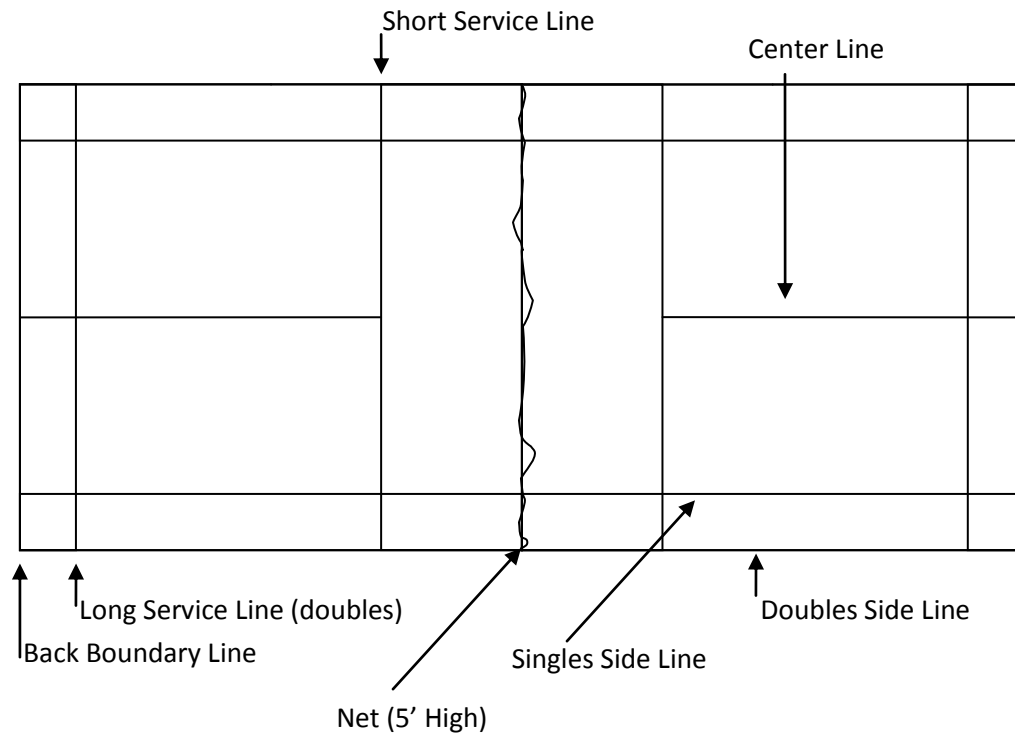 Short Service Line
Center Line
Long Service Line (doubles)
Doubles Side Line
Back Boundary Line
Singles Side Line
Net (5’ High)